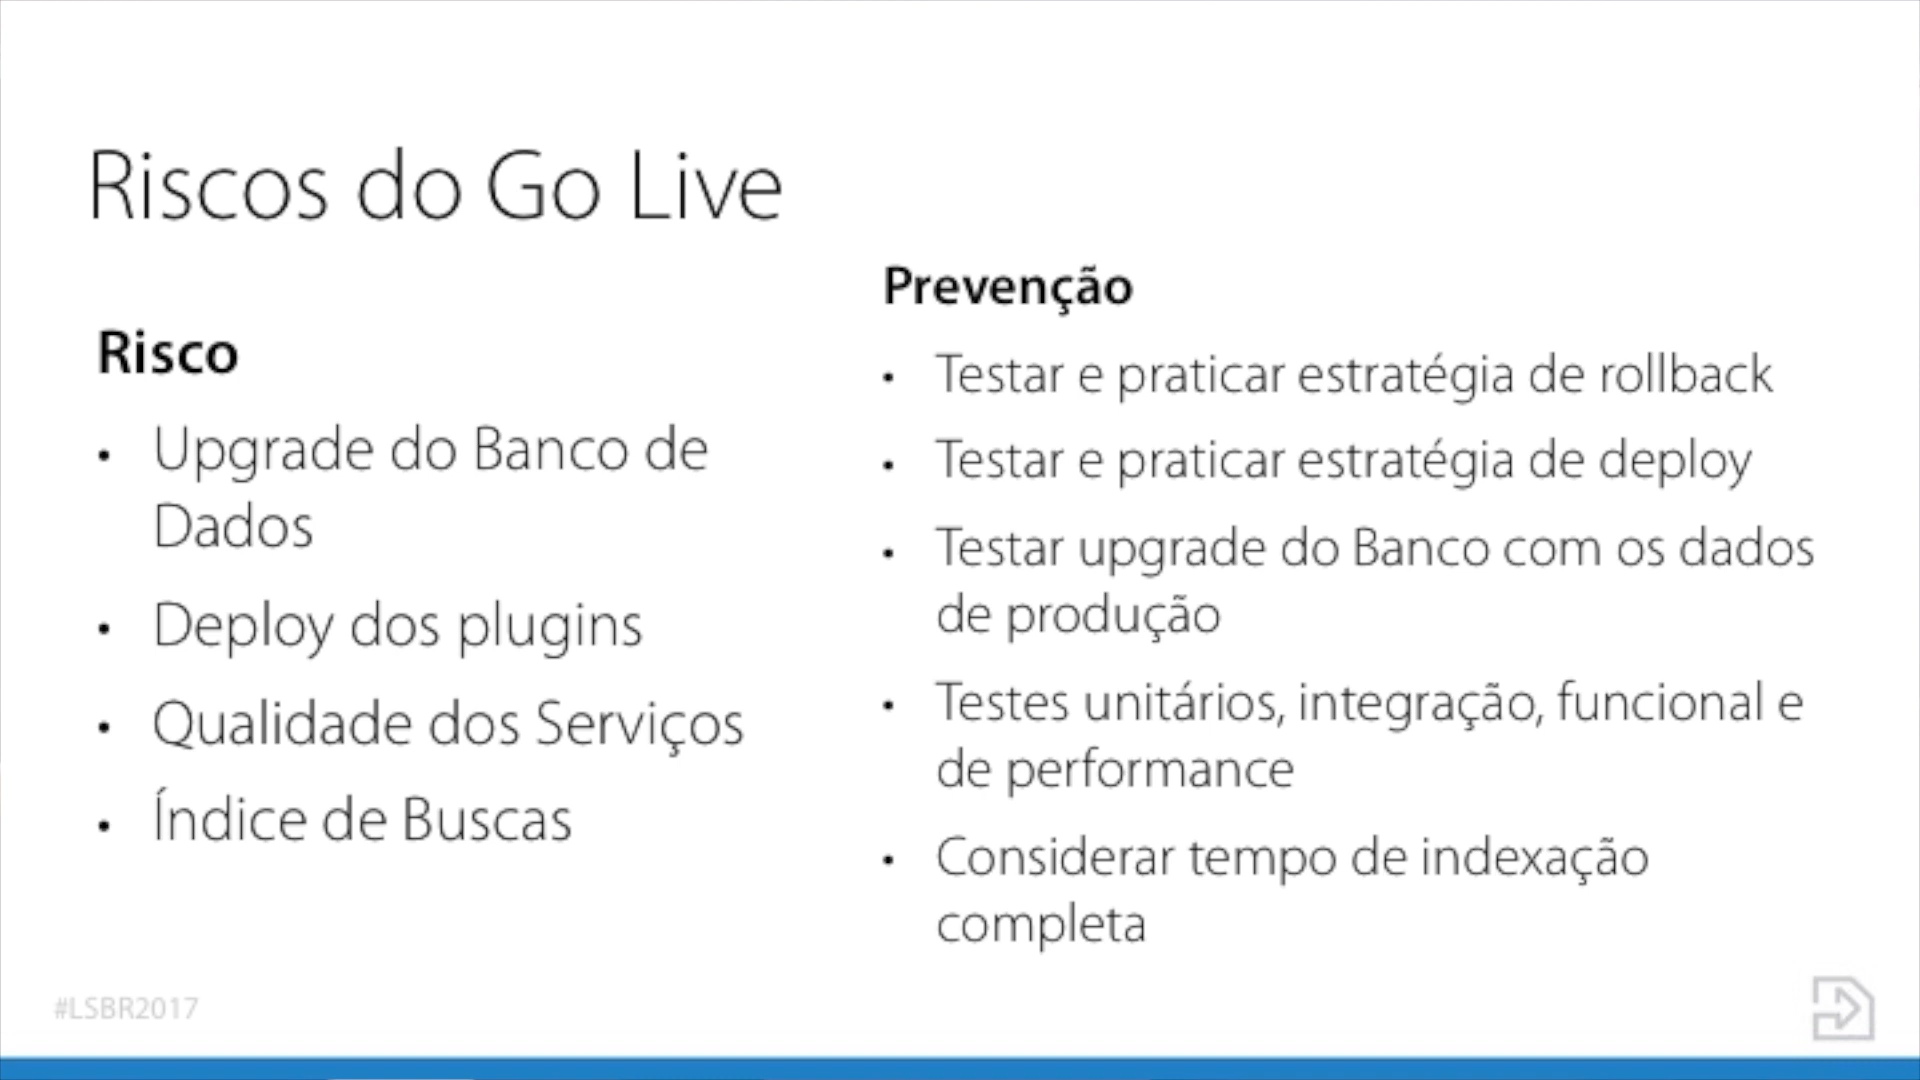 Riscos do Go Live
Risco
• Upgrade do Banco de
Dados
• Deploy dos plugins
• Qualidade dos Serviços
• Índice de Buscas
Prevenção
• Testar e praticar estratégia de rollback
• Testar e praticar estratégia de deploy
• Testar upgrade do Banco com os dados
de produção
• Testes unitários, integração, funcional e
de performance
• Considerar tempo de indexação
completa
#LSBR2017